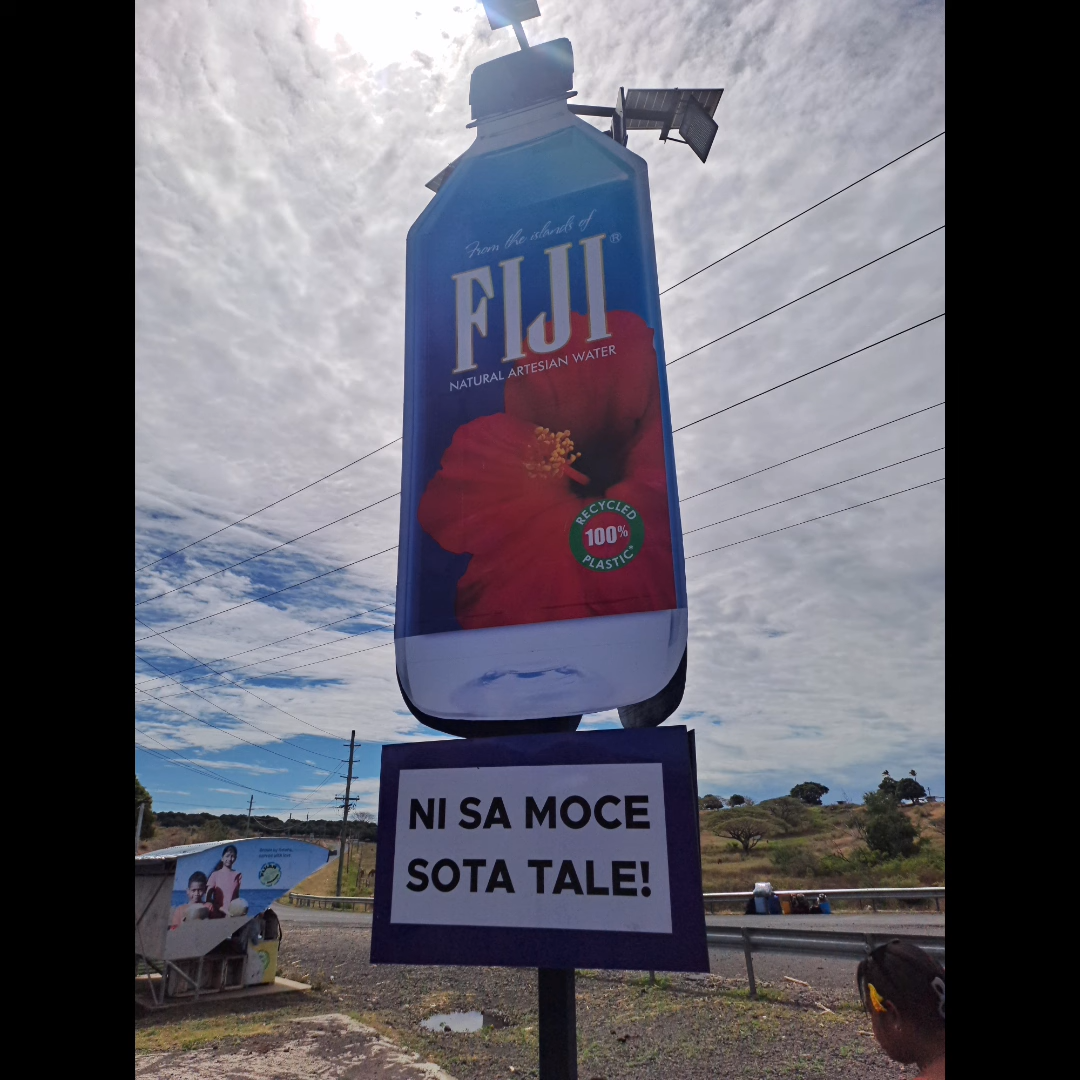 From the islands of
FIJI®
NATURAL ARTESIAN WATER
RECYCLED
100%
PLASTIC*
NI SA MOCE
SOTA TALE!